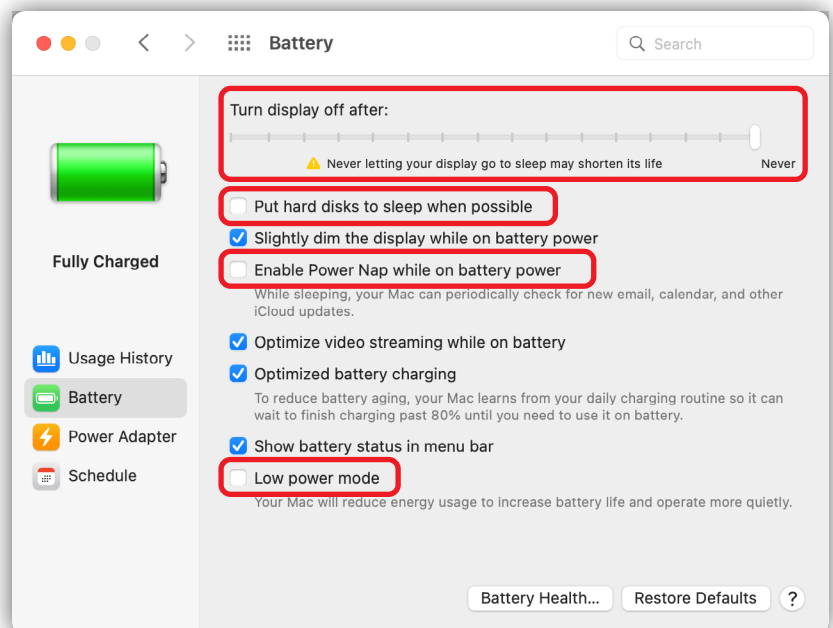 Battery
Search
Turn display off after:
Never letting your display go to sleep may shorten its life
Never
Put hard disks to sleep when possible
Slightly dim the display while on battery power
Fully Charged
Enable Power Nap while on battery power
While sleeping, your Mac can periodically check for new email, calendar, and other
iCloud updates.
Optimize video streaming while on battery
Usage History
Optimized battery charging
Battery
To reduce battery aging, your Mac learns from your daily charging routine so it can
wait to finish charging past 80% until you need to use it on battery.
Power Adapter
Show battery status in menu bar
Schedule
Low power mode
Your Mac will reduce energy usage to increase battery life and operate more quietly.
Battery Health...
Restore Defaults
?